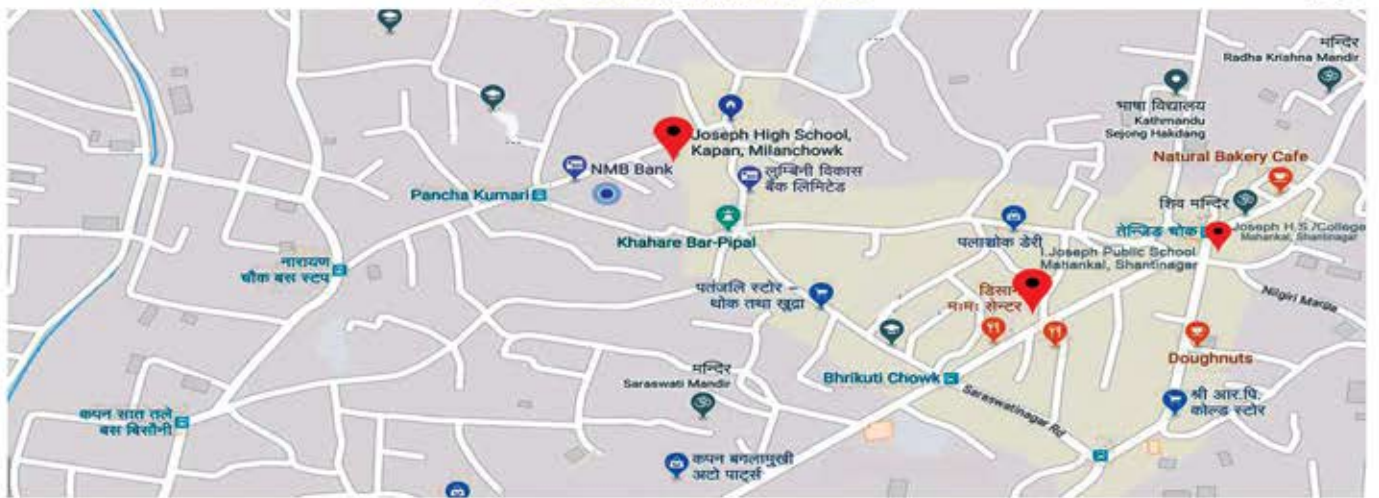 मन्दिर
Radha Krishna Mandir
भाषा विद्यालय
Kathmandu
Sejong Hakdang
Joseph High School,
Kapan, Milanchowk
Natural Bakery Cafe
NMB Bank
लुम्बिनी विकास
बैंक लिमिटेड
Pancha Kumari
शिव मन्दिर
Khahare Bar-Pipal
पलाञ्चोक डेरी
तेन्जिङ चोक
Joseph H.S./College
Mahankal, Shantinagar
I.Joseph Public School
Mahankal, Shantinagar
नारायण
चौक बस स्टप
पतंजलि स्टोर –
थोक तथा खुद्रा
म:म: सेन्टर
Nilgiri Marga
Doughnuts
मन्दिर
Saraswati Mandir
Bhrikuti Chowk
Saraswatinagar Rd
श्री आर.पि.
कोल्ड स्टोर
कपन सात तले
बस बिसौनी
कपन बगलामुखी
अटो पार्ट्स